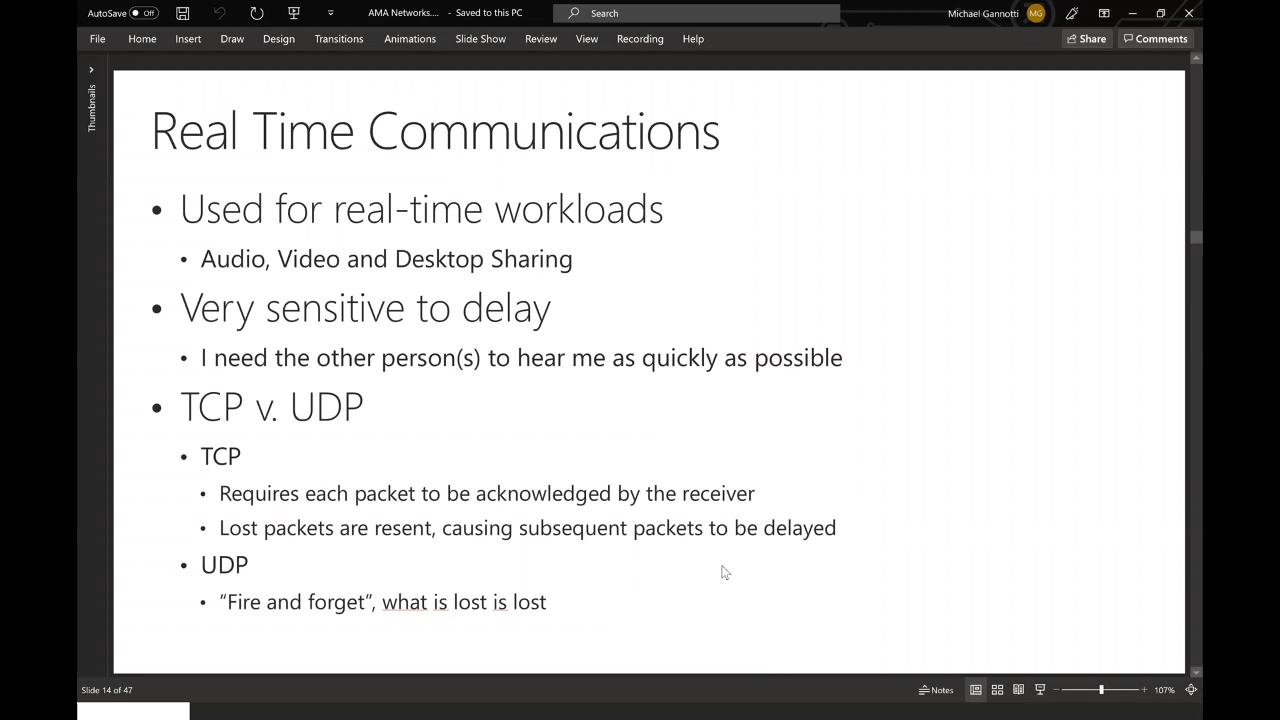 AutoSave Off AMA Networks.... - Saved to this PC Search Michael Gannotti MG
File Home Insert Draw Design Transitions Animations Slide Show Review View Recording Help Share Comments
Thumbnails
Real Time Communications
• Used for real-time workloads
• Audio, Video and Desktop Sharing
• Very sensitive to delay
• I need the other person(s) to hear me as quickly as possible
• TCP v. UDP
• TCP
• Requires each packet to be acknowledged by the receiver
• Lost packets are resent, causing subsequent packets to be delayed
• UDP
• “Fire and forget”, what is lost is lost
Slide 14 of 47 Notes 107%